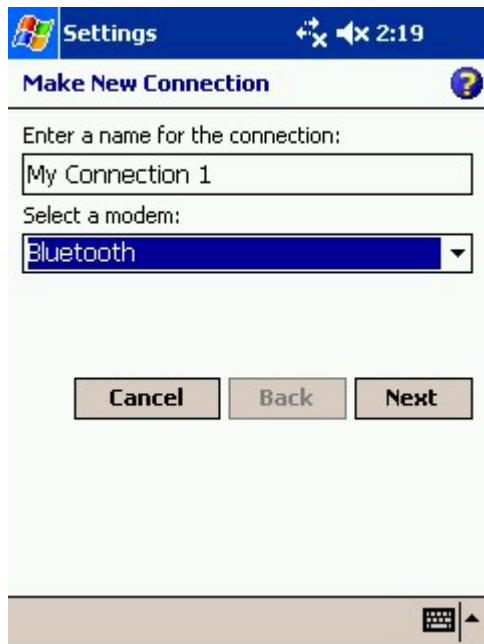 Settings 2:19
Make New Connection ?
Enter a name for the connection:
My Connection 1
Select a modem:
Bluetooth
Cancel Back Next